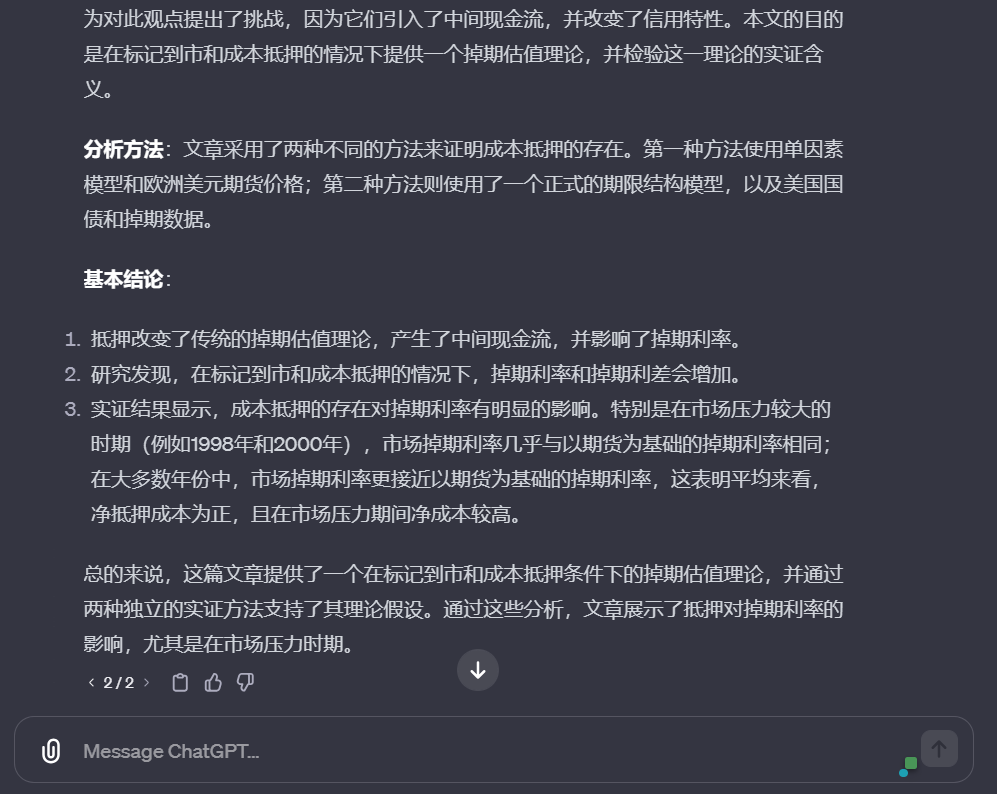 为对此观点提出了挑战，因为它们引入了中间现金流，并改变了信用特性。本文的目的
是在标记到市和成本抵押的情况下提供一个掉期估值理论，并检验这一理论的实证含
义。
分析方法：文章采用了两种不同的方法来证明成本抵押的存在。第一种方法使用单因素
模型和欧洲美元期货价格；第二种方法则使用了一个正式的期限结构模型，以及美国国
债和掉期数据。
基本结论：
1. 抵押改变了传统的掉期估值理论，产生了中间现金流，并影响了掉期利率。
2. 研究发现，在标记到市和成本抵押的情况下，掉期利率和掉期利差会增加。
3. 实证结果显示，成本抵押的存在对掉期利率有明显的影响。特别是在市场压力较大的
时期（例如1998年和2000年），市场掉期利率几乎与以期货为基础的掉期利率相同；
在大多数年份中，市场掉期利率更接近以期货为基础的掉期利率，这表明平均来看，
净抵押成本为正，且在市场压力期间净成本较高。
总的来说，这篇文章提供了一个在标记到市和成本抵押条件下的掉期估值理论，并通过
两种独立的实证方法支持了其理论假设。通过这些分析，文章展示了抵押对掉期利率的
影响，尤其是在市场压力时期。
2/2
Message ChatGPT...